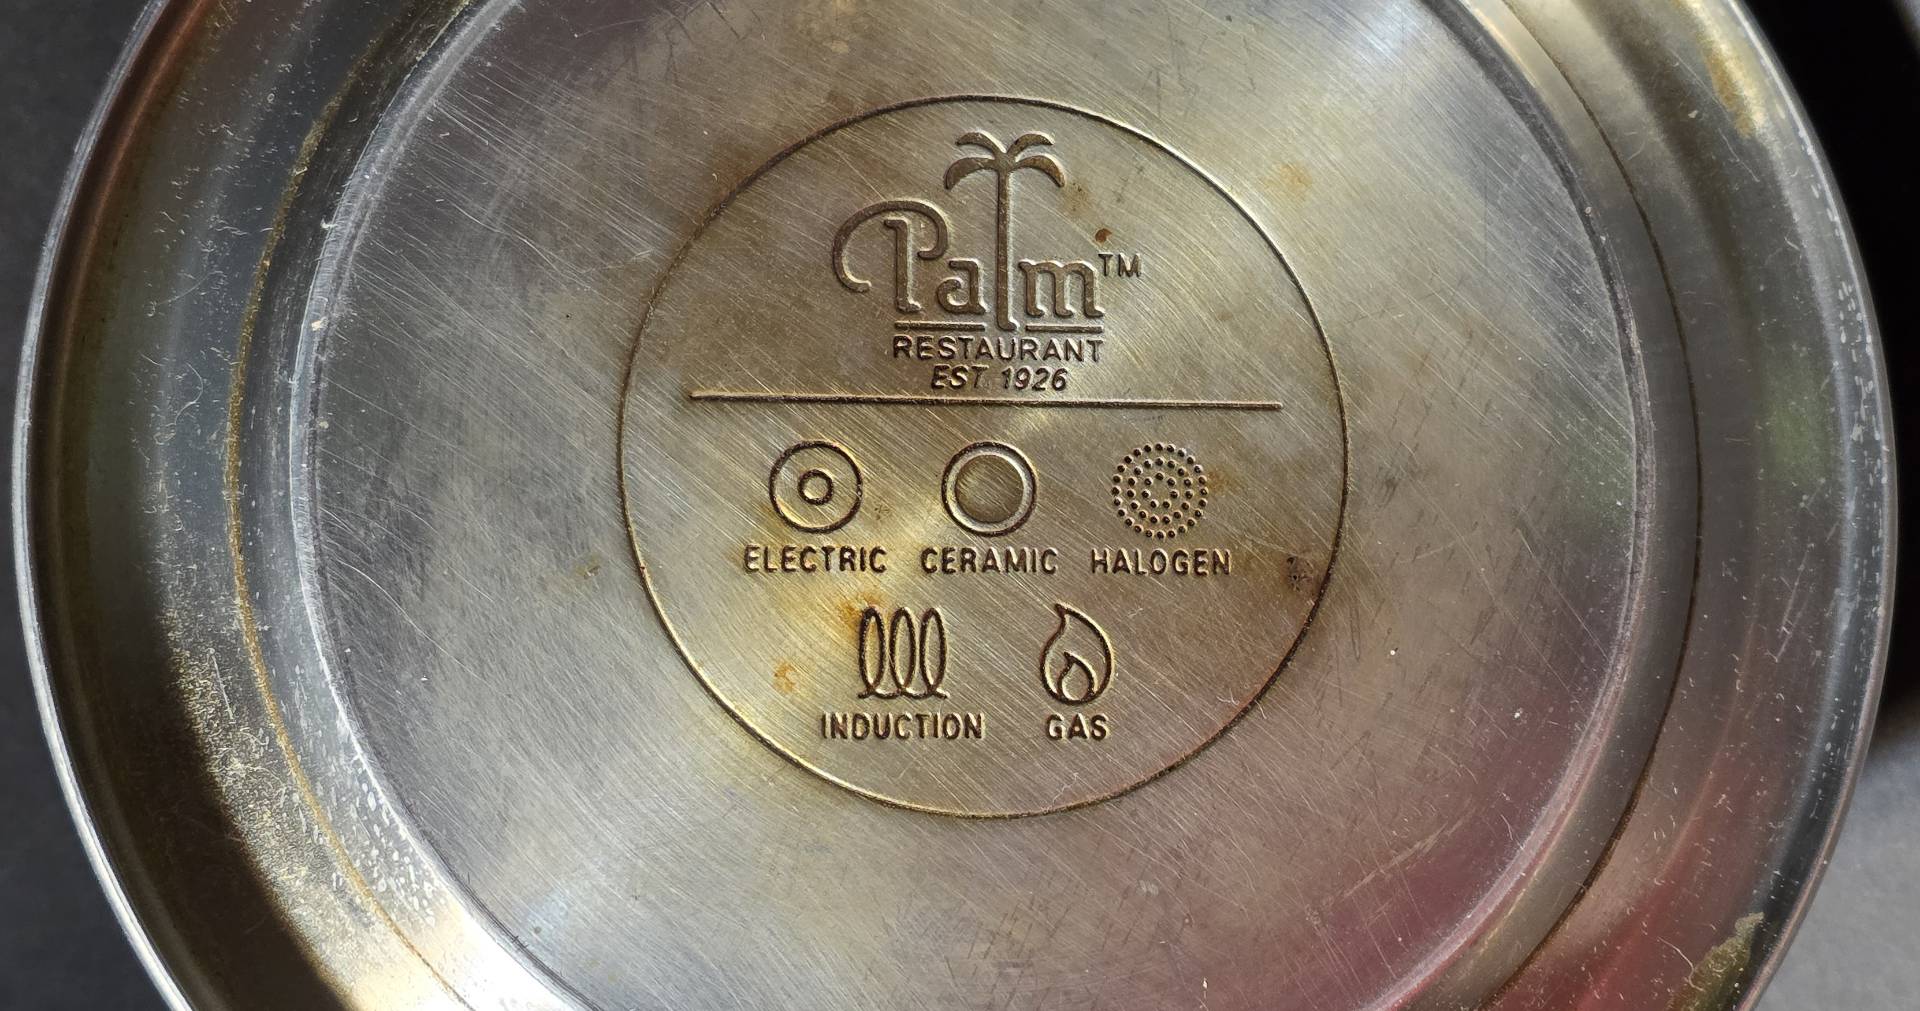 Palm™
RESTAURANT
EST. 1926
ELECTRIC CERAMIC HALOGEN
INDUCTION GAS